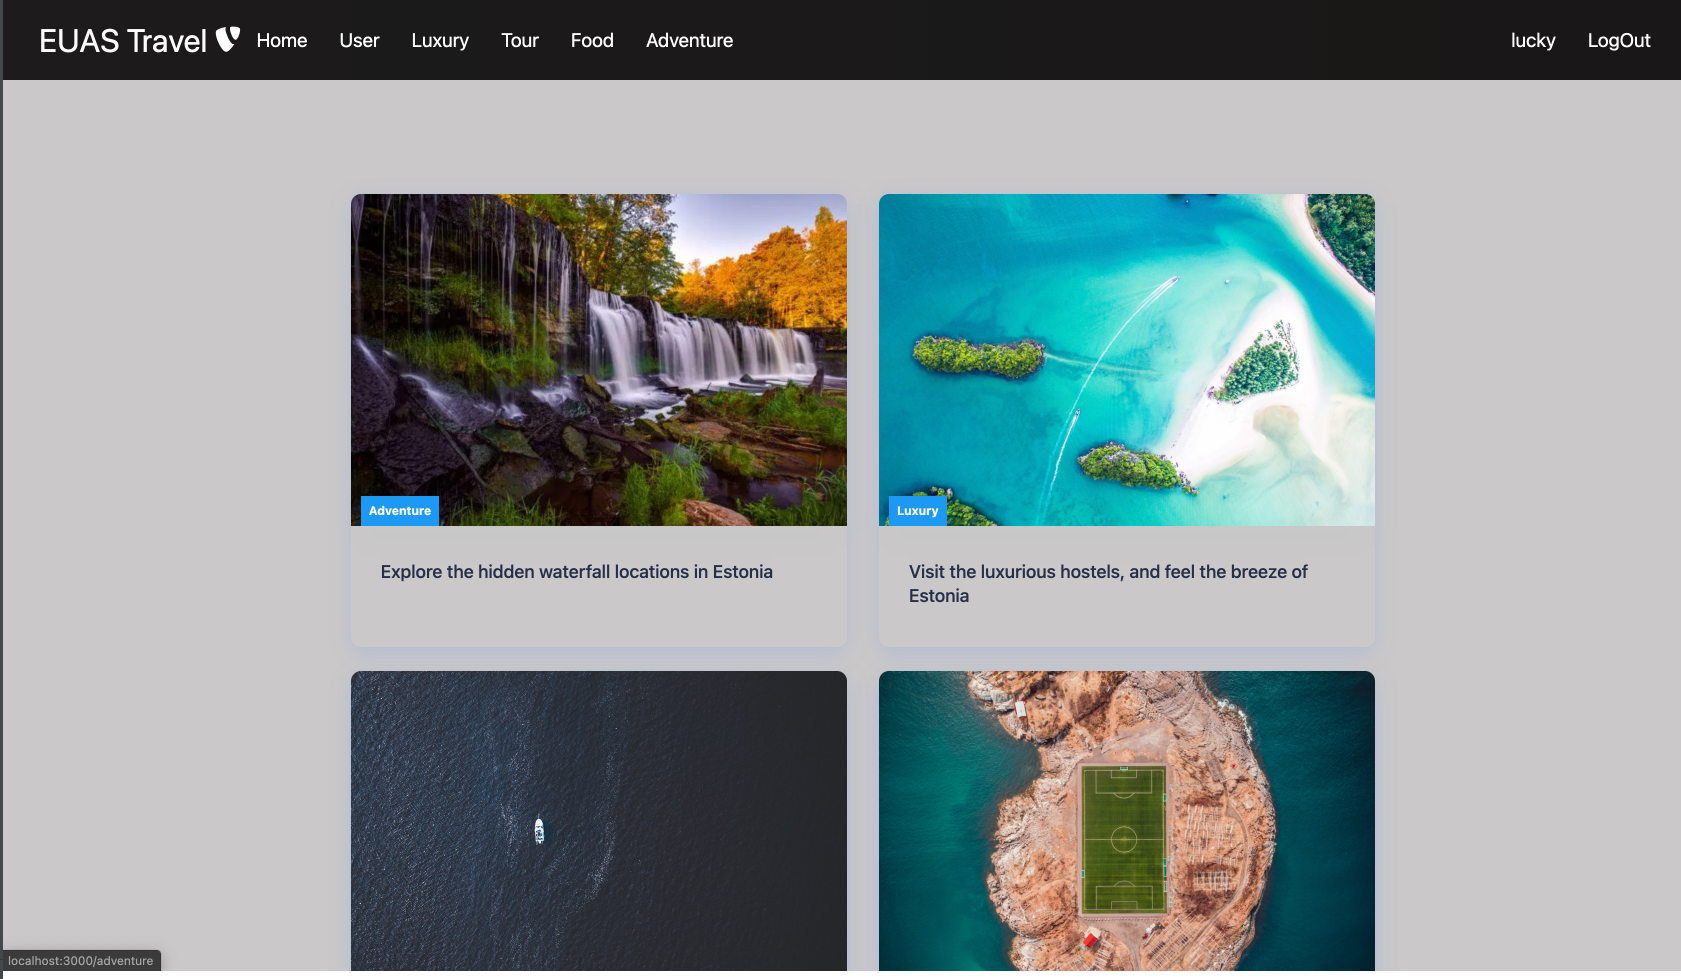 EUAS Travel Home User Luxury Tour Food Adventure lucky LogOut
Adventure
Explore the hidden waterfall locations in Estonia
Luxury
Visit the luxurious hostels, and feel the breeze of
Estonia
localhost:3000/adventure